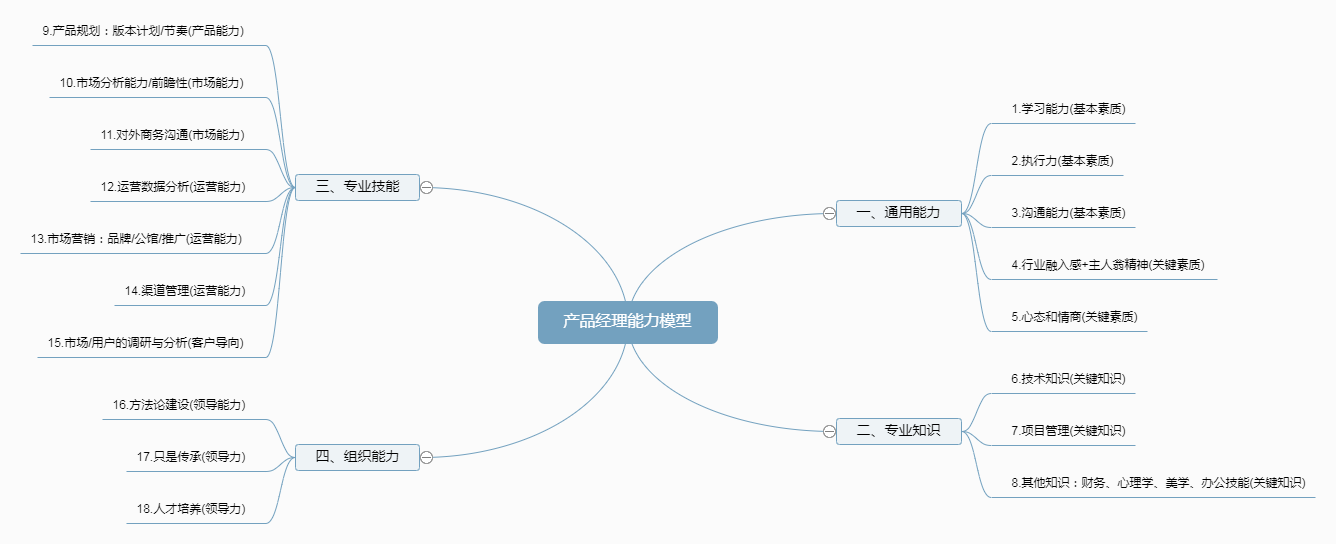 产品经理能力模型
一、通用能力
1.学习能力(基本素质)
2.执行力(基本素质)
3.沟通能力(基本素质)
4.行业融入感+主人翁精神(关键素质)
5.心态和情商(关键素质)
二、专业知识
6.技术知识(关键知识)
7.项目管理(关键知识)
8.其他知识：财务、心理学、美学、办公技能(关键知识)
三、专业技能
9.产品规划：版本计划/节奏(产品能力)
10.市场分析能力/前瞻性(市场能力)
11.对外商务沟通(市场能力)
12.运营数据分析(运营能力)
13.市场营销：品牌/公馆/推广(运营能力)
14.渠道管理(运营能力)
15.市场/用户的调研与分析(客户导向)
四、组织能力
16.方法论建设(领导能力)
17.只是传承(领导力)
18.人才培养(领导力)